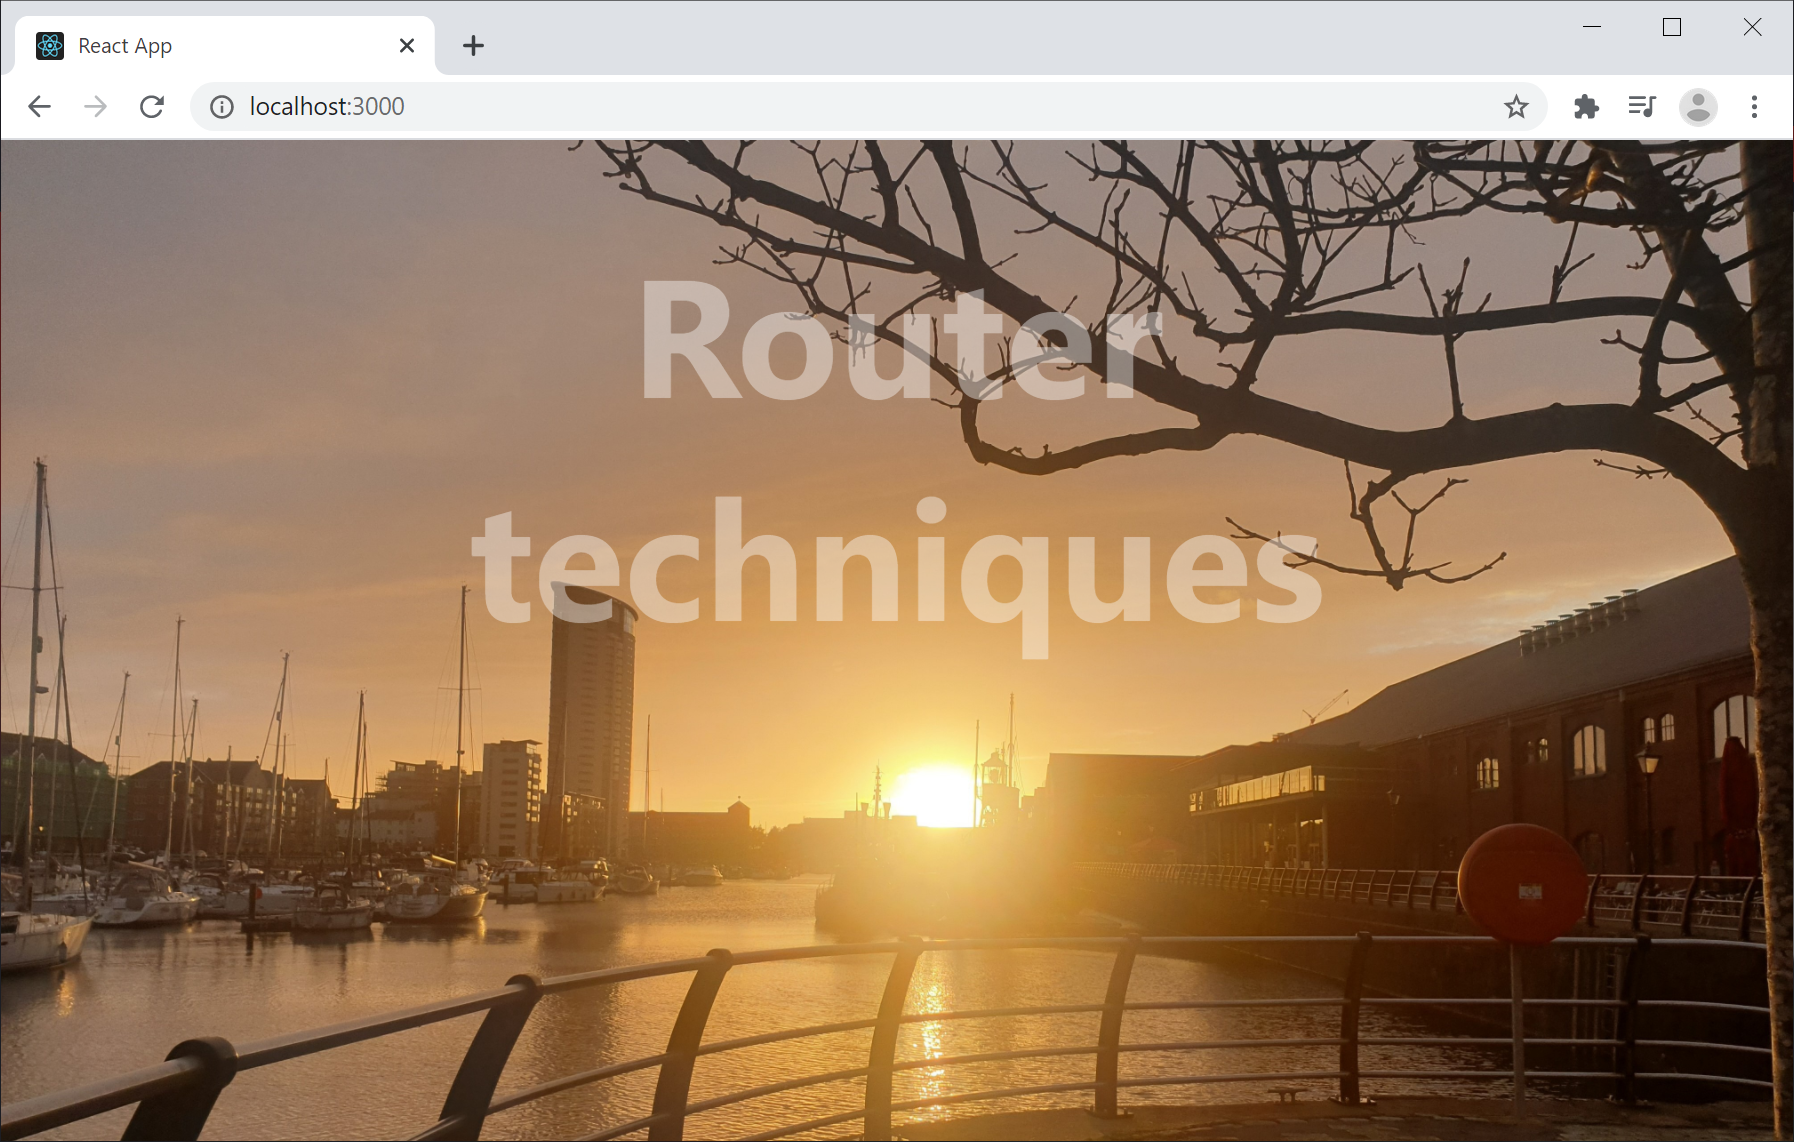 React App
localhost:3000
Router
techniques